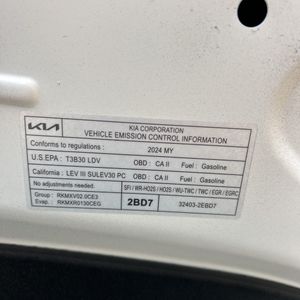 KIA
KIA CORPORATION
VEHICLE EMISSION CONTROL INFORMATION
Conforms to regulations : 2024 MY
U.S.EPA : T3B30 LDV OBD : CA II Fuel : Gasoline
California : LEV III SULEV30 PC OBD : CA II Fuel : Gasoline
No adjustments needed. SFI / WR-HO2S / HO2S / WU-TWC / TWC / EGR / EGRC
Group : RKMXV02.0CE3
Evap. : RKMXR0130CEG 2BD7 32403-2EBD7